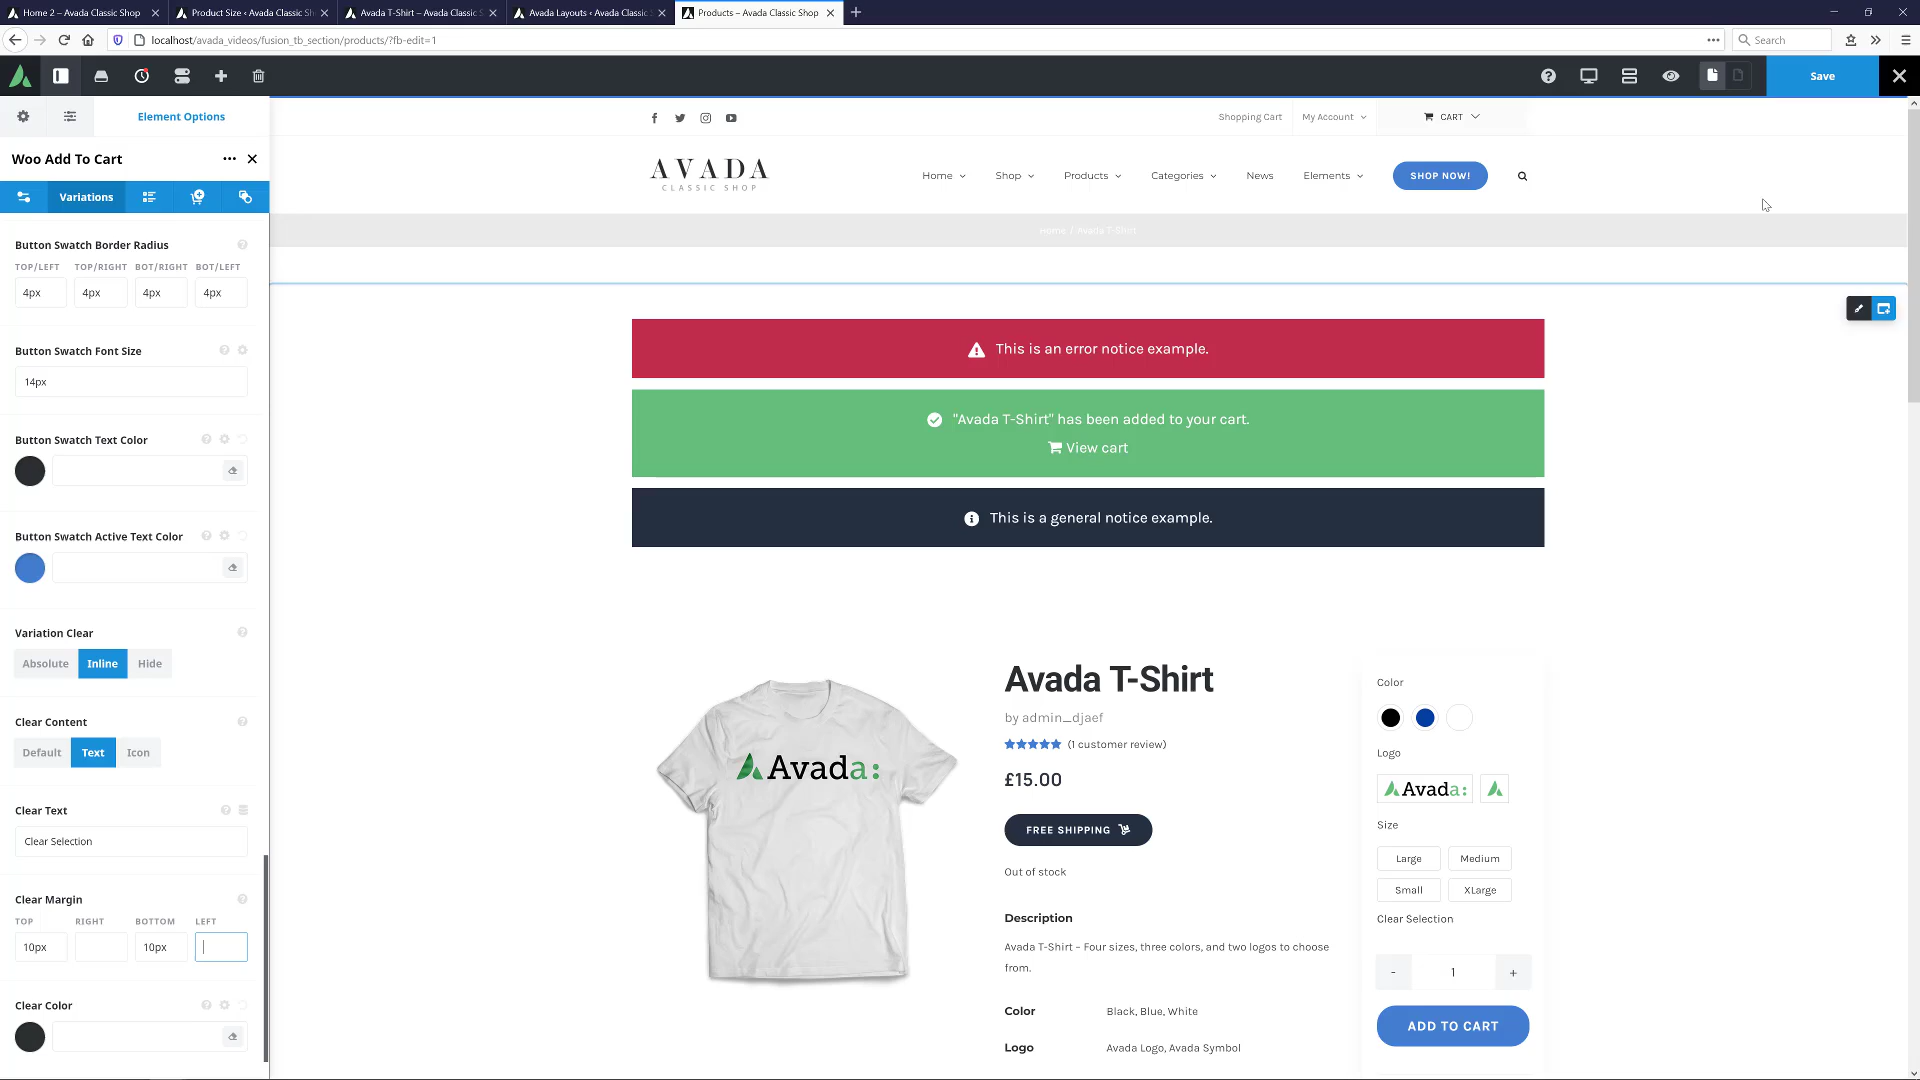 Home 2 – Avada Classic Shop
Product Size ‹ Avada Classic Sh
Avada T-Shirt – Avada Classic S
Avada Layouts ‹ Avada Classic S
Products – Avada Classic Shop
localhost/avada_videos/fusion_tb_section/products/?fb-edit=1
Search
Save
Element Options
Woo Add To Cart
Variations
Button Swatch Border Radius
TOP/LEFT TOP/RIGHT BOT/RIGHT BOT/LEFT
4px 4px 4px 4px
Button Swatch Font Size
14px
Button Swatch Text Color
Button Swatch Active Text Color
Variation Clear
Absolute Inline Hide
Clear Content
Default Text Icon
Clear Text
Clear Selection
Clear Margin
TOP RIGHT BOTTOM LEFT
10px 10px
Clear Color
Shopping Cart My Account CART
AVADA
CLASSIC SHOP
Home Shop Products Categories News Elements SHOP NOW!
Home / Avada T-Shirt
This is an error notice example.
"Avada T-Shirt" has been added to your cart.
View cart
This is a general notice example.
Avada:
Avada T-Shirt
by admin_djaef
(1 customer review)
£15.00
FREE SHIPPING
Out of stock
Description
Avada T-Shirt – Four sizes, three colors, and two logos to choose
from.
Color Black, Blue, White
Logo Avada Logo, Avada Symbol
Color
Logo
Avada:
Size
Large Medium
Small XLarge
Clear Selection
- 1 +
ADD TO CART